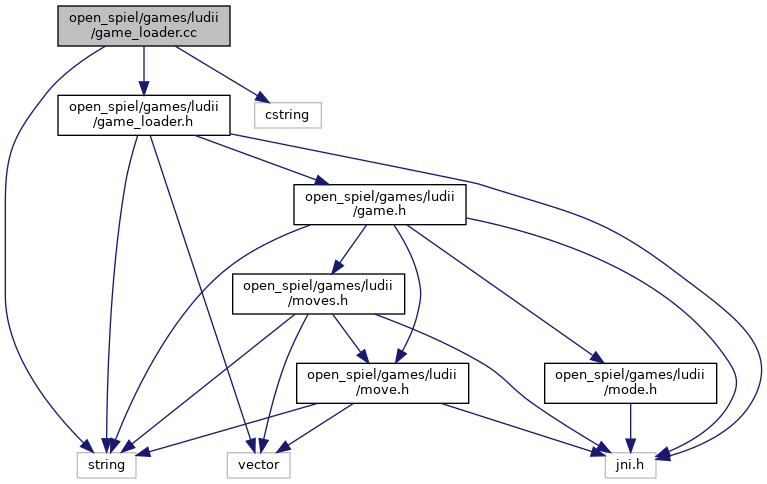 open_spiel/games/ludii
/game_loader.cc
open_spiel/games/ludii
/game_loader.h
cstring
open_spiel/games/ludii
/game.h
open_spiel/games/ludii
/moves.h
open_spiel/games/ludii
/move.h
open_spiel/games/ludii
/mode.h
string
vector
jni.h